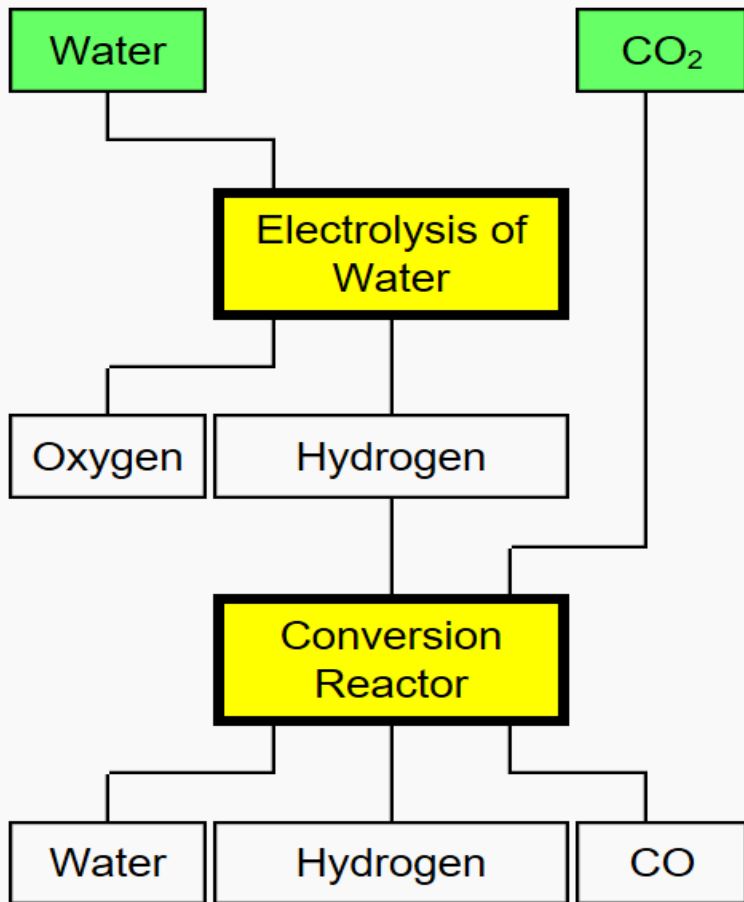 Water
CO₂
Electrolysis of
Water
Oxygen
Hydrogen
Conversion
Reactor
Water
Hydrogen
CO